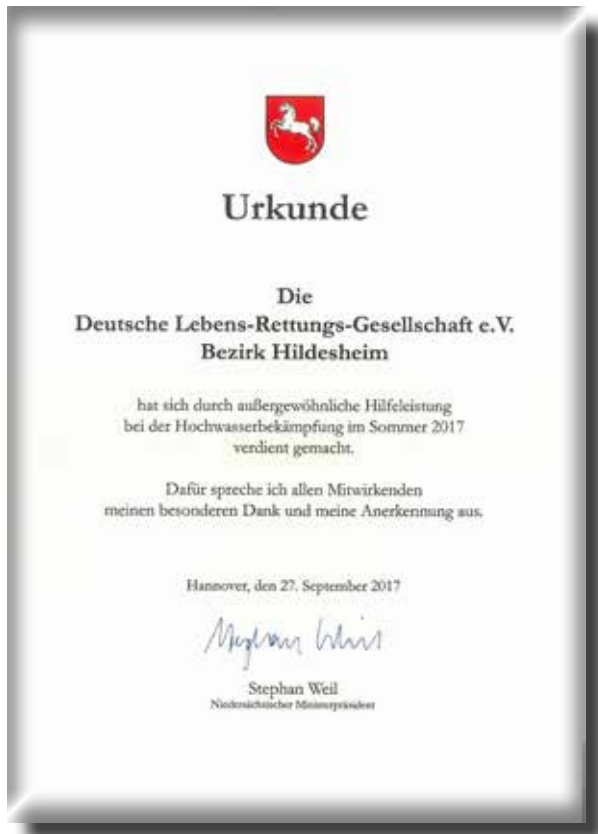 Urkunde
Die
Deutsche Lebens-Rettungs-Gesellschaft e.V.
Bezirk Hildesheim
hat sich durch außergewöhnliche Hilfeleistung
bei der Hochwasserbekämpfung im Sommer 2017
verdient gemacht.
Dafür spreche ich allen Mitwirkenden
meinen besonderen Dank und meine Anerkennung aus.
Hannover, den 27. September 2017
Stephan Weil
Stephan Weil
Niedersächsischer Ministerpräsident